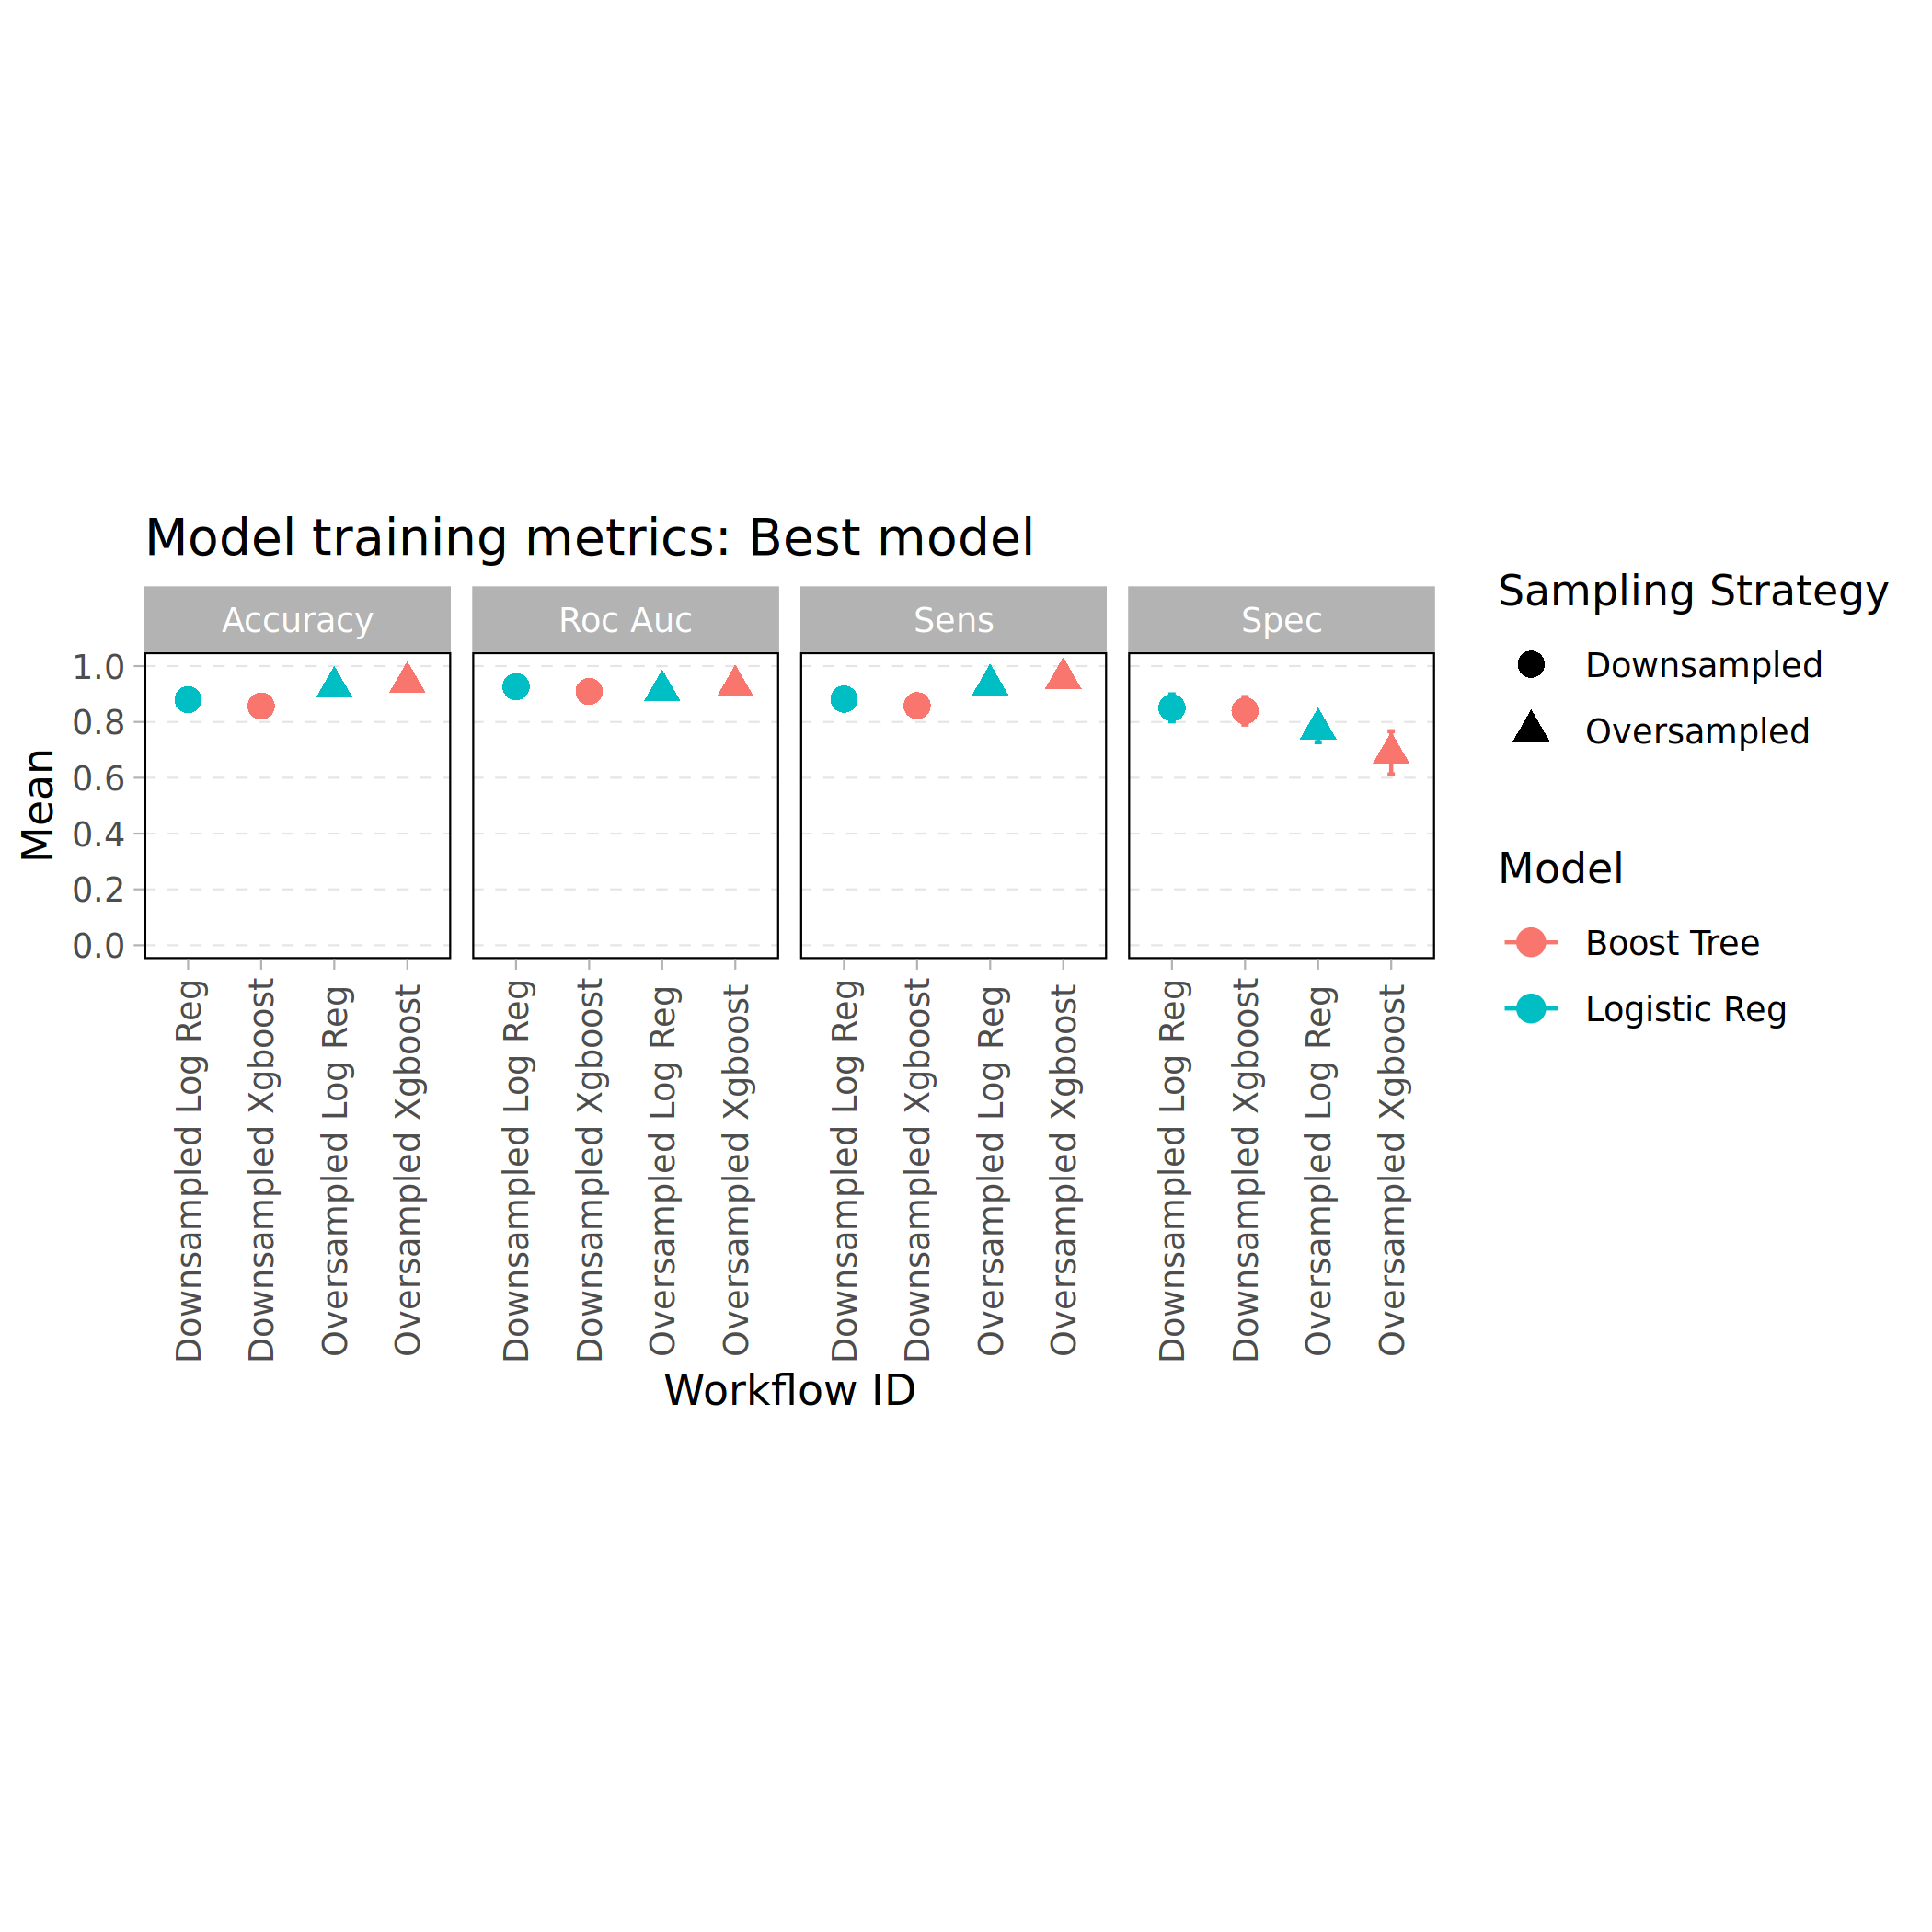 Model training metrics: Best model
Accuracy
Roc Auc
Sens
Spec
Mean
1.0
0.8
0.6
0.4
0.2
0.0
Downsampled Log Reg
Downsampled Xgboost
Oversampled Log Reg
Oversampled Xgboost
Downsampled Log Reg
Downsampled Xgboost
Oversampled Log Reg
Oversampled Xgboost
Downsampled Log Reg
Downsampled Xgboost
Oversampled Log Reg
Oversampled Xgboost
Downsampled Log Reg
Downsampled Xgboost
Oversampled Log Reg
Oversampled Xgboost
Workflow ID
Sampling Strategy
Downsampled
Oversampled
Model
Boost Tree
Logistic Reg